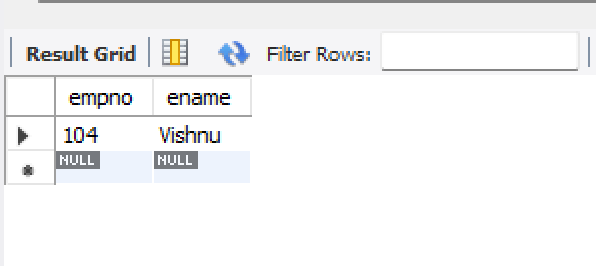 Result Grid Filter Rows:
empno ename
104 Vishnu
NULL NULL